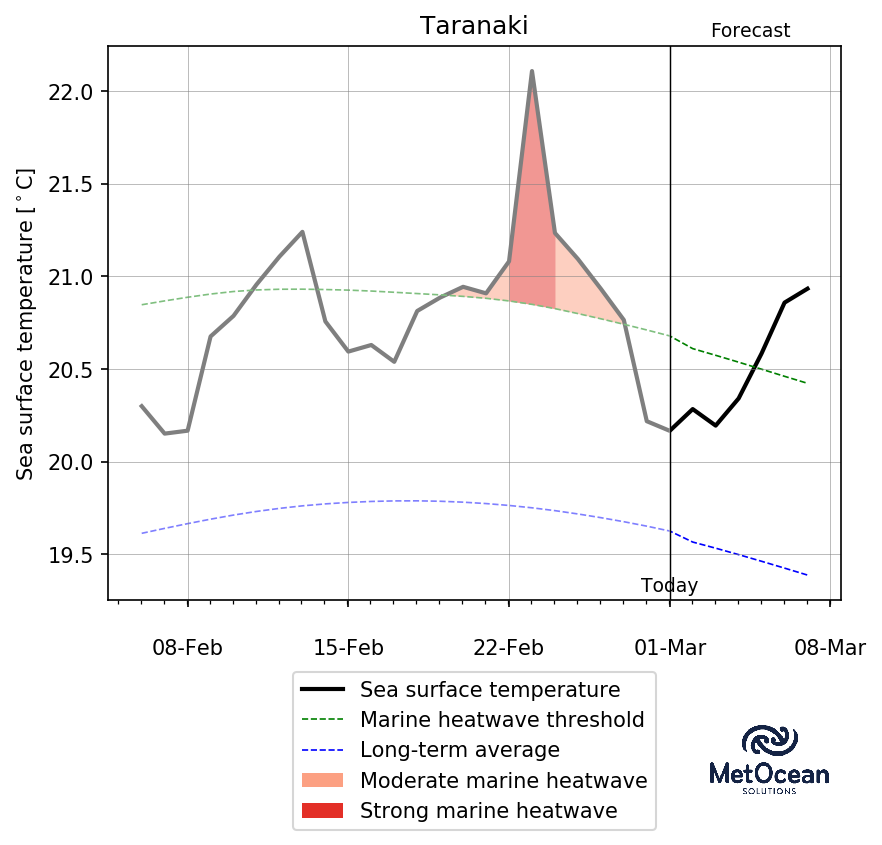 Taranaki
Forecast
Sea surface temperature [°C]
22.0
21.5
21.0
20.5
20.0
19.5
Today
08-Feb 15-Feb 22-Feb 01-Mar 08-Mar
Sea surface temperature
Marine heatwave threshold
Long-term average
Moderate marine heatwave
Strong marine heatwave
MetOcean
SOLUTIONS